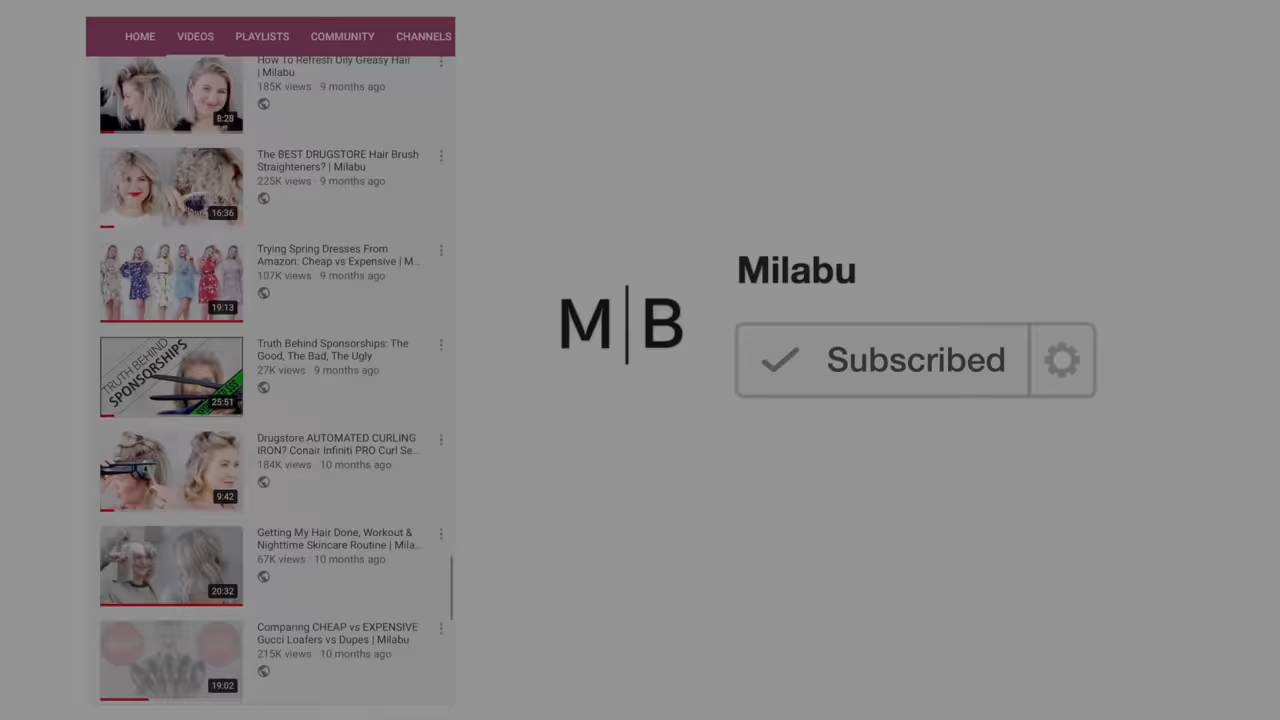 HOME VIDEOS PLAYLISTS COMMUNITY CHANNELS
How To Refresh Oily Greasy Hair
| Milabu
185K views · 9 months ago
8:28
The BEST DRUGSTORE Hair Brush
Straighteners? | Milabu
225K views · 9 months ago
16:36
Trying Spring Dresses From
Amazon: Cheap vs Expensive | M...
107K views · 9 months ago
19:13
Truth Behind Sponsorships: The
Good, The Bad, The Ugly
27K views · 9 months ago
TRUTH BEHIND
SPONSORSHIPS
25:51
Drugstore AUTOMATED CURLING
IRON? Conair Infiniti PRO Curl Se...
184K views · 10 months ago
9:42
Getting My Hair Done, Workout &
Nighttime Skincare Routine | Mila...
67K views · 10 months ago
20:32
Comparing CHEAP vs EXPENSIVE
Gucci Loafers vs Dupes | Milabu
215K views · 10 months ago
19:02
M|B
Milabu
Subscribed